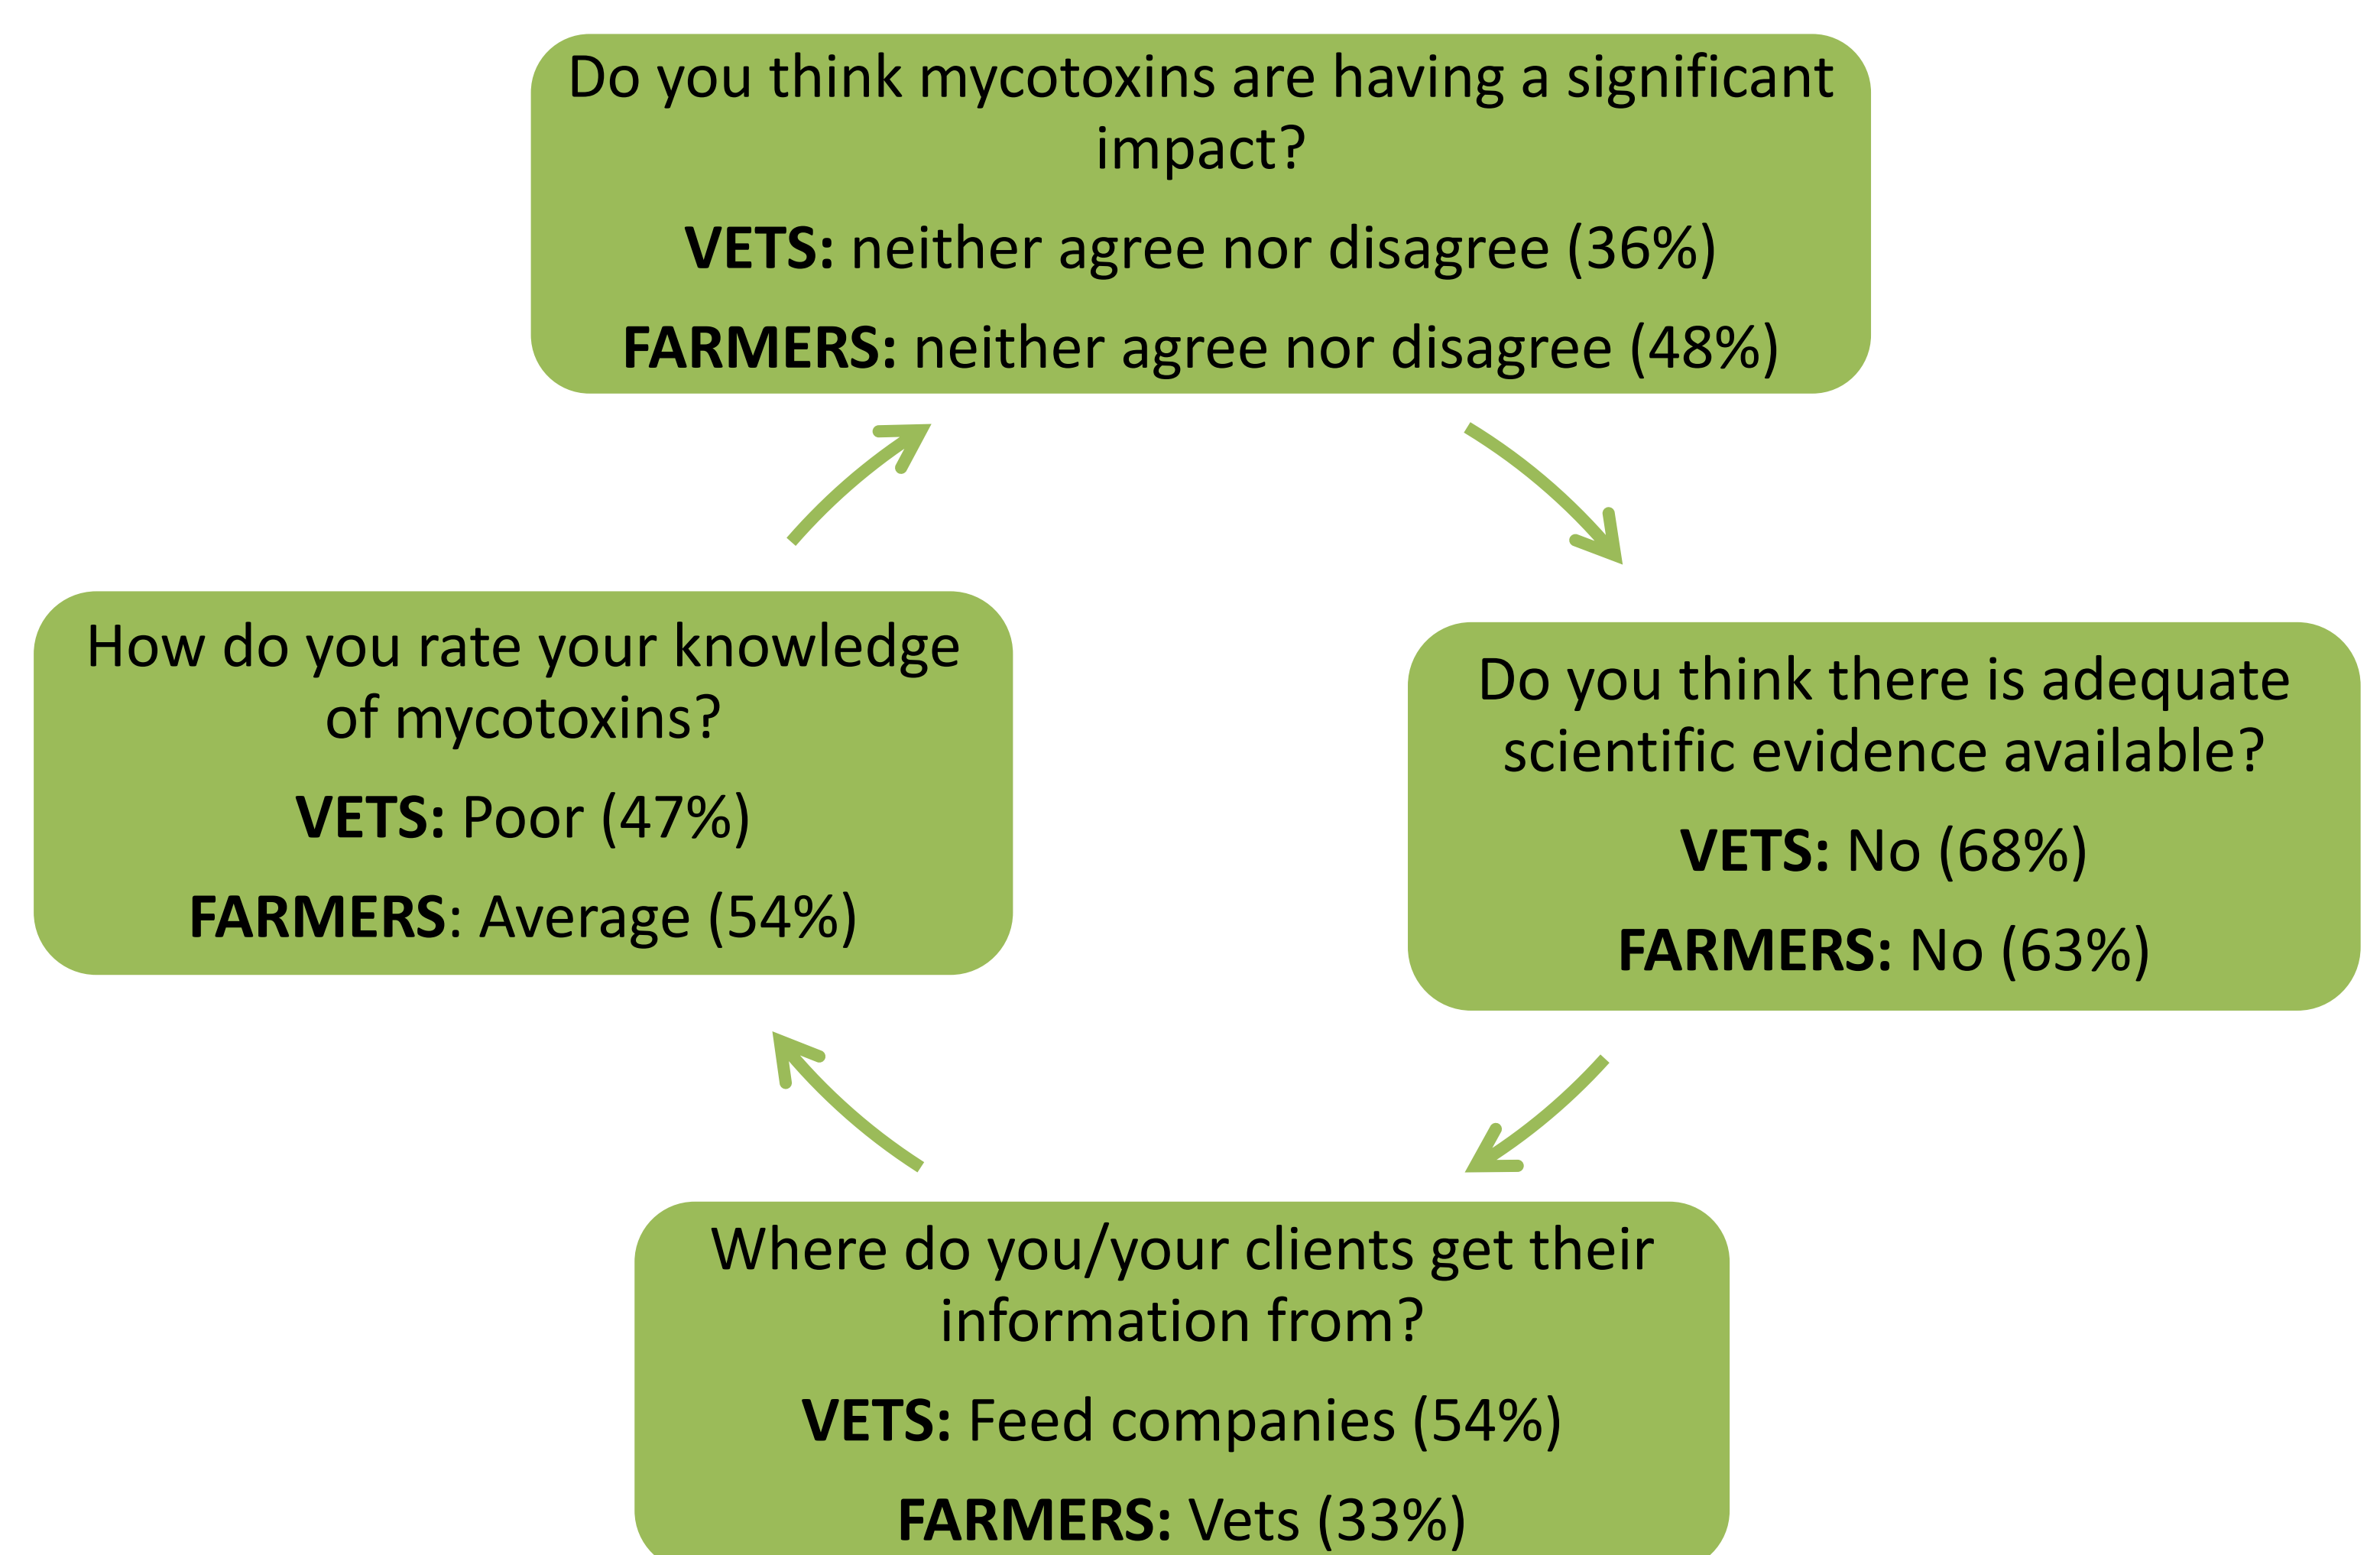 Do you think mycotoxins are having a significant
impact?
VETS: neither agree nor disagree (36%)
FARMERS: neither agree nor disagree (48%)
How do you rate your knowledge
of mycotoxins?
VETS: Poor (47%)
FARMERS: Average (54%)
Do you think there is adequate
scientific evidence available?
VETS: No (68%)
FARMERS: No (63%)
Where do you/your clients get their
information from?
VETS: Feed companies (54%)
FARMERS: Vets (33%)